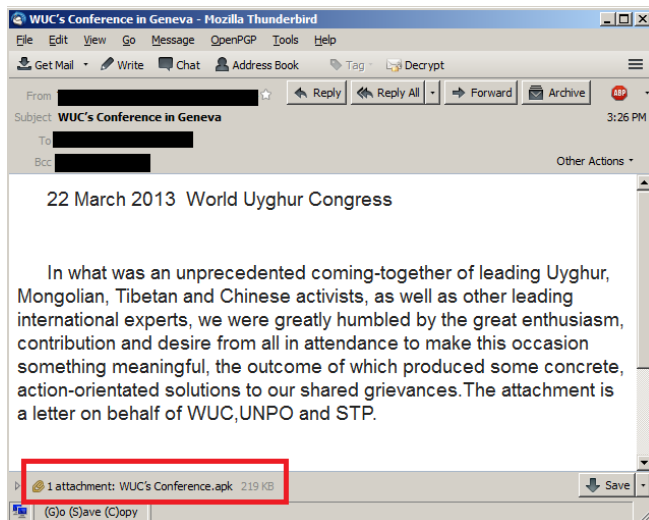 WUC's Conference in Geneva - Mozilla Thunderbird
File Edit View Go Message OpenPGP Tools Help
Get Mail Write Chat Address Book Tag Decrypt
From Reply Reply All Forward Archive ABP
Subject WUC's Conference in Geneva 3:26 PM
To
Bcc Other Actions
22 March 2013 World Uyghur Congress
In what was an unprecedented coming-together of leading Uyghur,
Mongolian, Tibetan and Chinese activists, as well as other leading
international experts, we were greatly humbled by the great enthusiasm,
contribution and desire from all in attendance to make this occasion
something meaningful, the outcome of which produced some concrete,
action-orientated solutions to our shared grievances.The attachment is
a letter on behalf of WUC,UNPO and STP.
1 attachment: WUC's Conference.apk 219 KB Save
(G)o (S)ave (C)opy